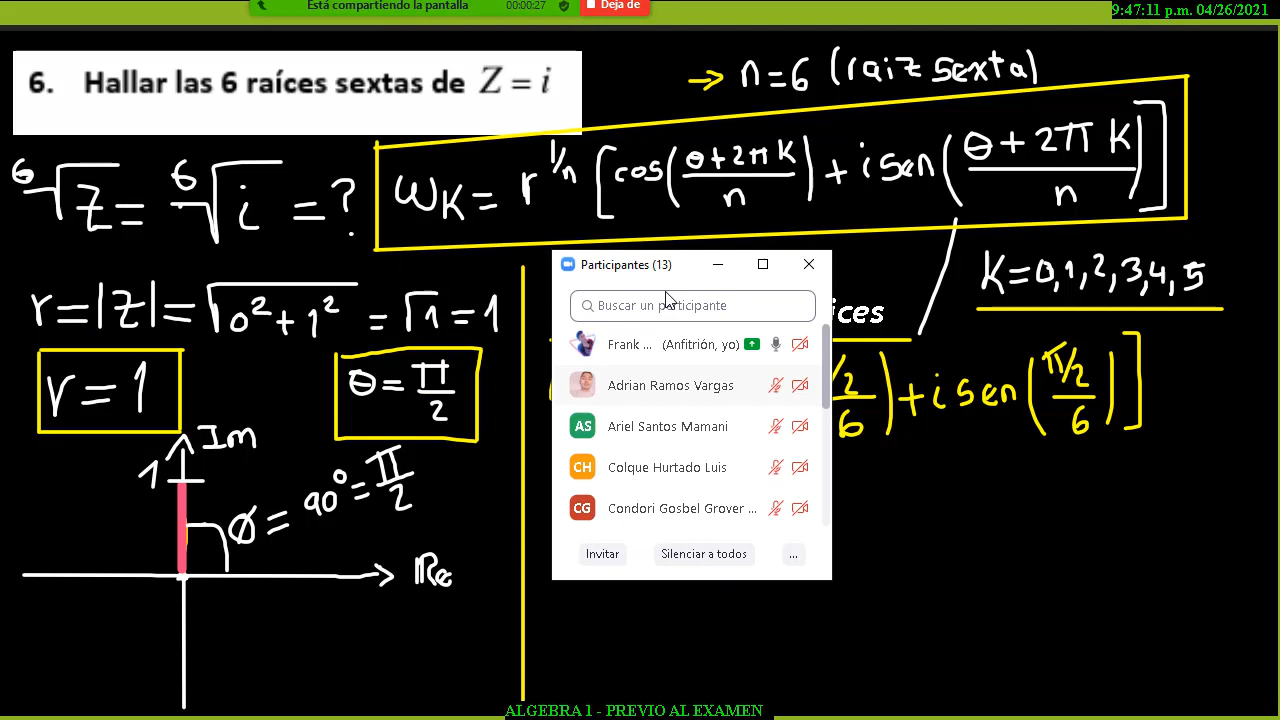 Está compartiendo la pantalla 00:00:27 Deja de
9:47:11 p.m. 04/26/2021
6. Hallar las 6 raíces sextas de Z = i
→ n=6 (raiz sexta)
⁶√Z = ⁶√i = ?
ωK = r^1/n [cos(θ+2πK/n) + i sen(θ+2πK/n)]
K=0,1,2,3,4,5
r=|Z|=√0²+1² = √1=1
r=1
θ=π/2
Participantes (13)
Buscar un participante
Frank ... (Anfitrión, yo)
Adrian Ramos Vargas
AS Ariel Santos Mamani
CH Colque Hurtado Luis
CG Condori Gosbel Grover ...
Invitar Silenciar a todos ...
ices
/2/6) + i sen (π/2/6)]
Im
1
ø = 90°=π/2
Re
ALGEBRA 1 - PREVIO AL EXAMEN